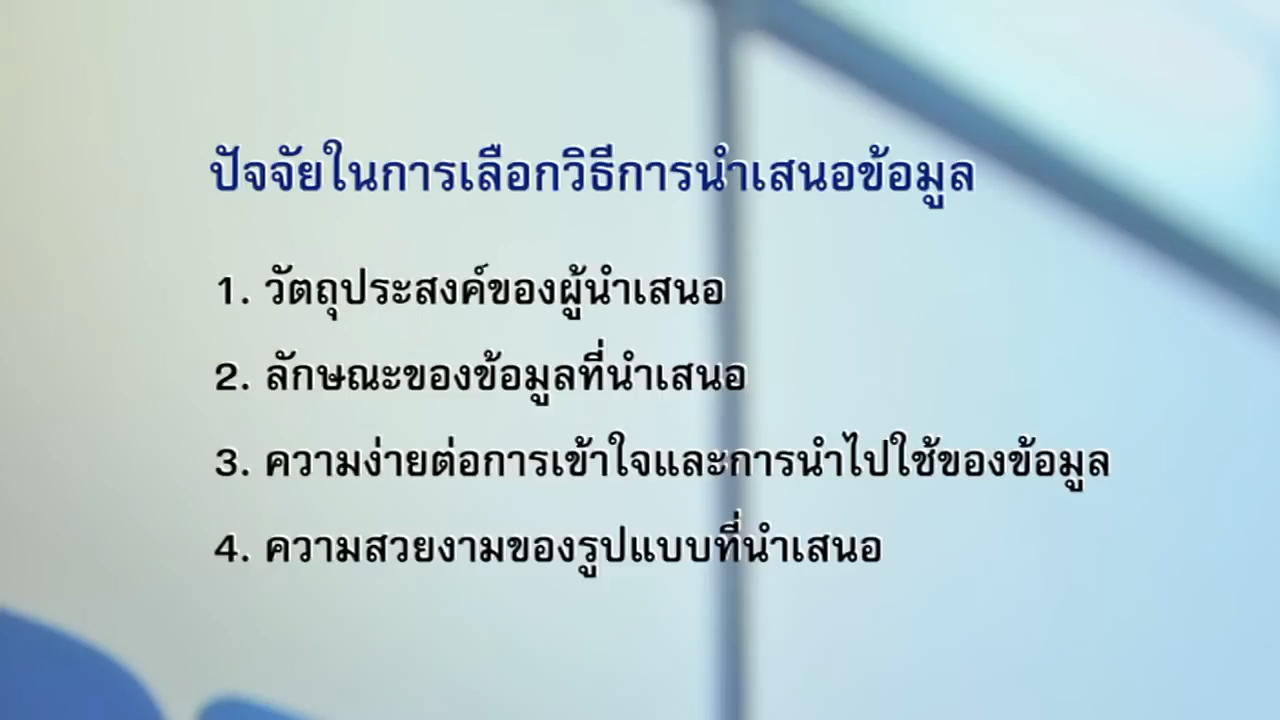 ปัจจัยในการเลือกวิธีการนำเสนอข้อมูล
1. วัตถุประสงค์ของผู้นำเสนอ
2. ลักษณะของข้อมูลที่นำเสนอ
3. ความง่ายต่อการเข้าใจและการนำไปใช้ของข้อมูล
4. ความสวยงามของรูปแบบที่นำเสนอ